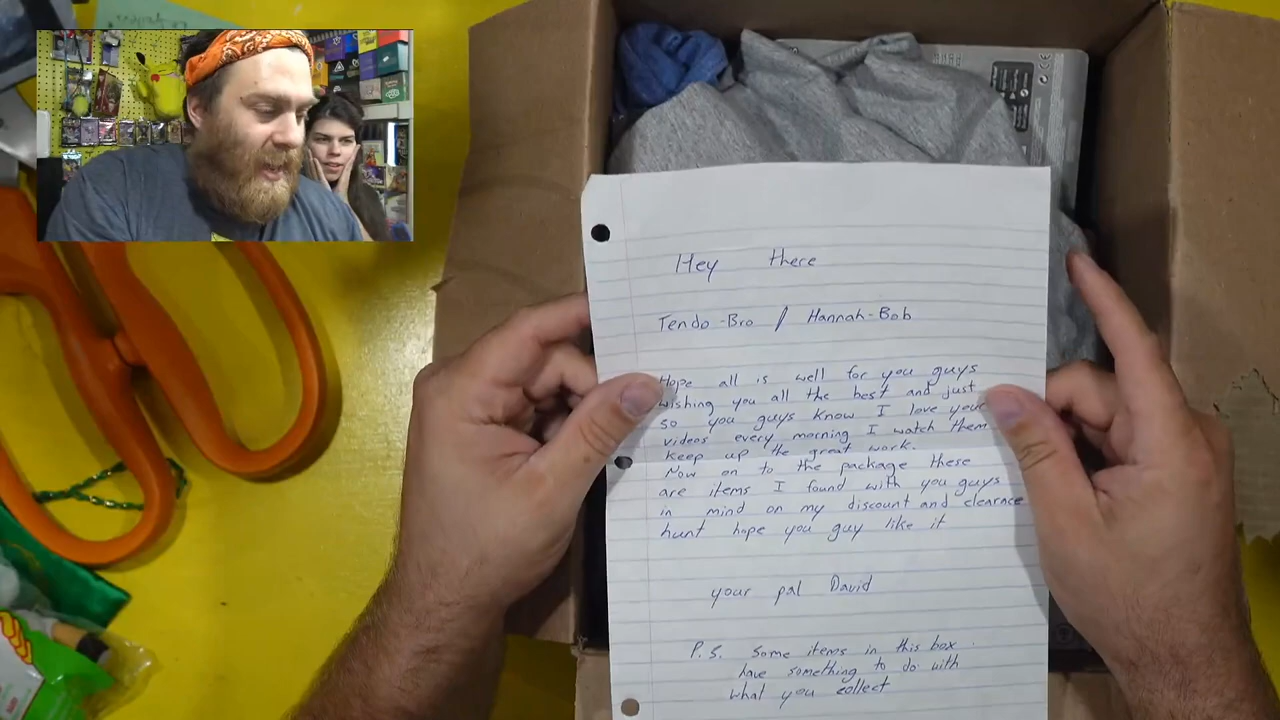 Hey there
Tendo-Bro / Hannah-Bob
Hope all is well for you guys
wishing you all the best and just
so you guys know I love your
videos every morning I watch them
keep up the great work.
Now on to the package these
are items I found with you guys
in mind on my discount and clearnce
hunt hope you guy like it
your pal David
P.S. Some items in this box
have something to do with
what you collect